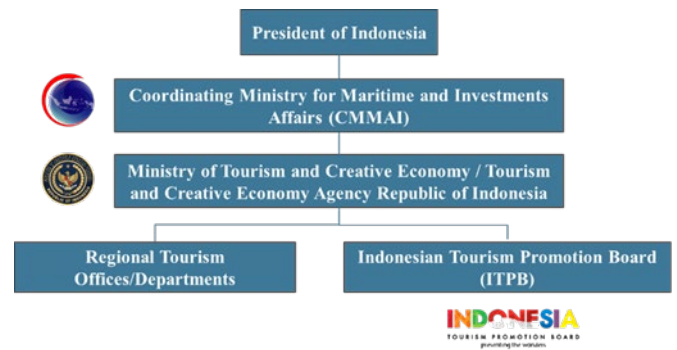 President of Indonesia
Coordinating Ministry for Maritime and Investments
Affairs (CMMAI)
Ministry of Tourism and Creative Economy / Tourism
and Creative Economy Agency Republic of Indonesia
Regional Tourism
Offices/Departments
Indonesian Tourism Promotion Board
(ITPB)
INDONESIA
TOURISM PROMOTION BOARD